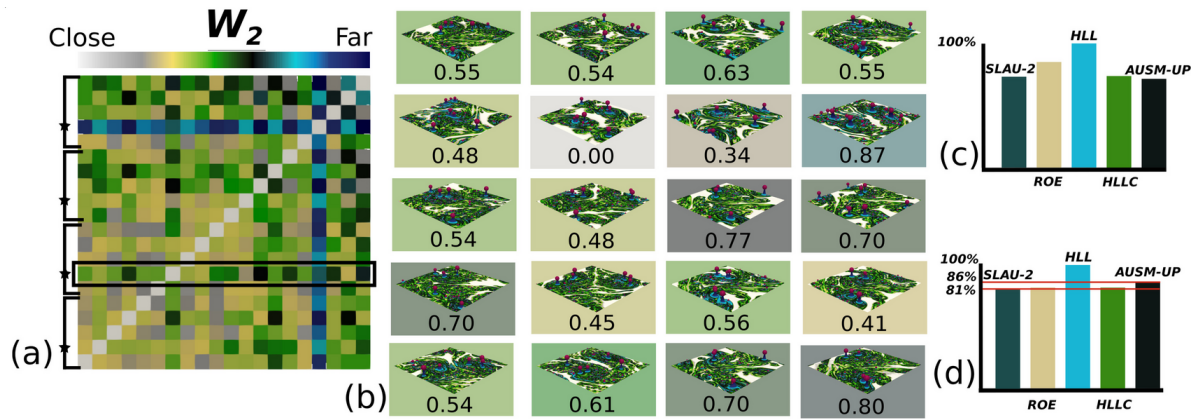 W₂
Close Far
(a)
0.55 0.54 0.63 0.55
0.48 0.00 0.34 0.87
0.54 0.48 0.77 0.70
0.70 0.45 0.56 0.41
0.54 0.61 0.70 0.80
(b)
100%
HLL
SLAU-2 AUSM-UP
(c)
ROE HLLC
100%
HLL
86% SLAU-2 AUSM-UP
81%
(d)
ROE HLLC